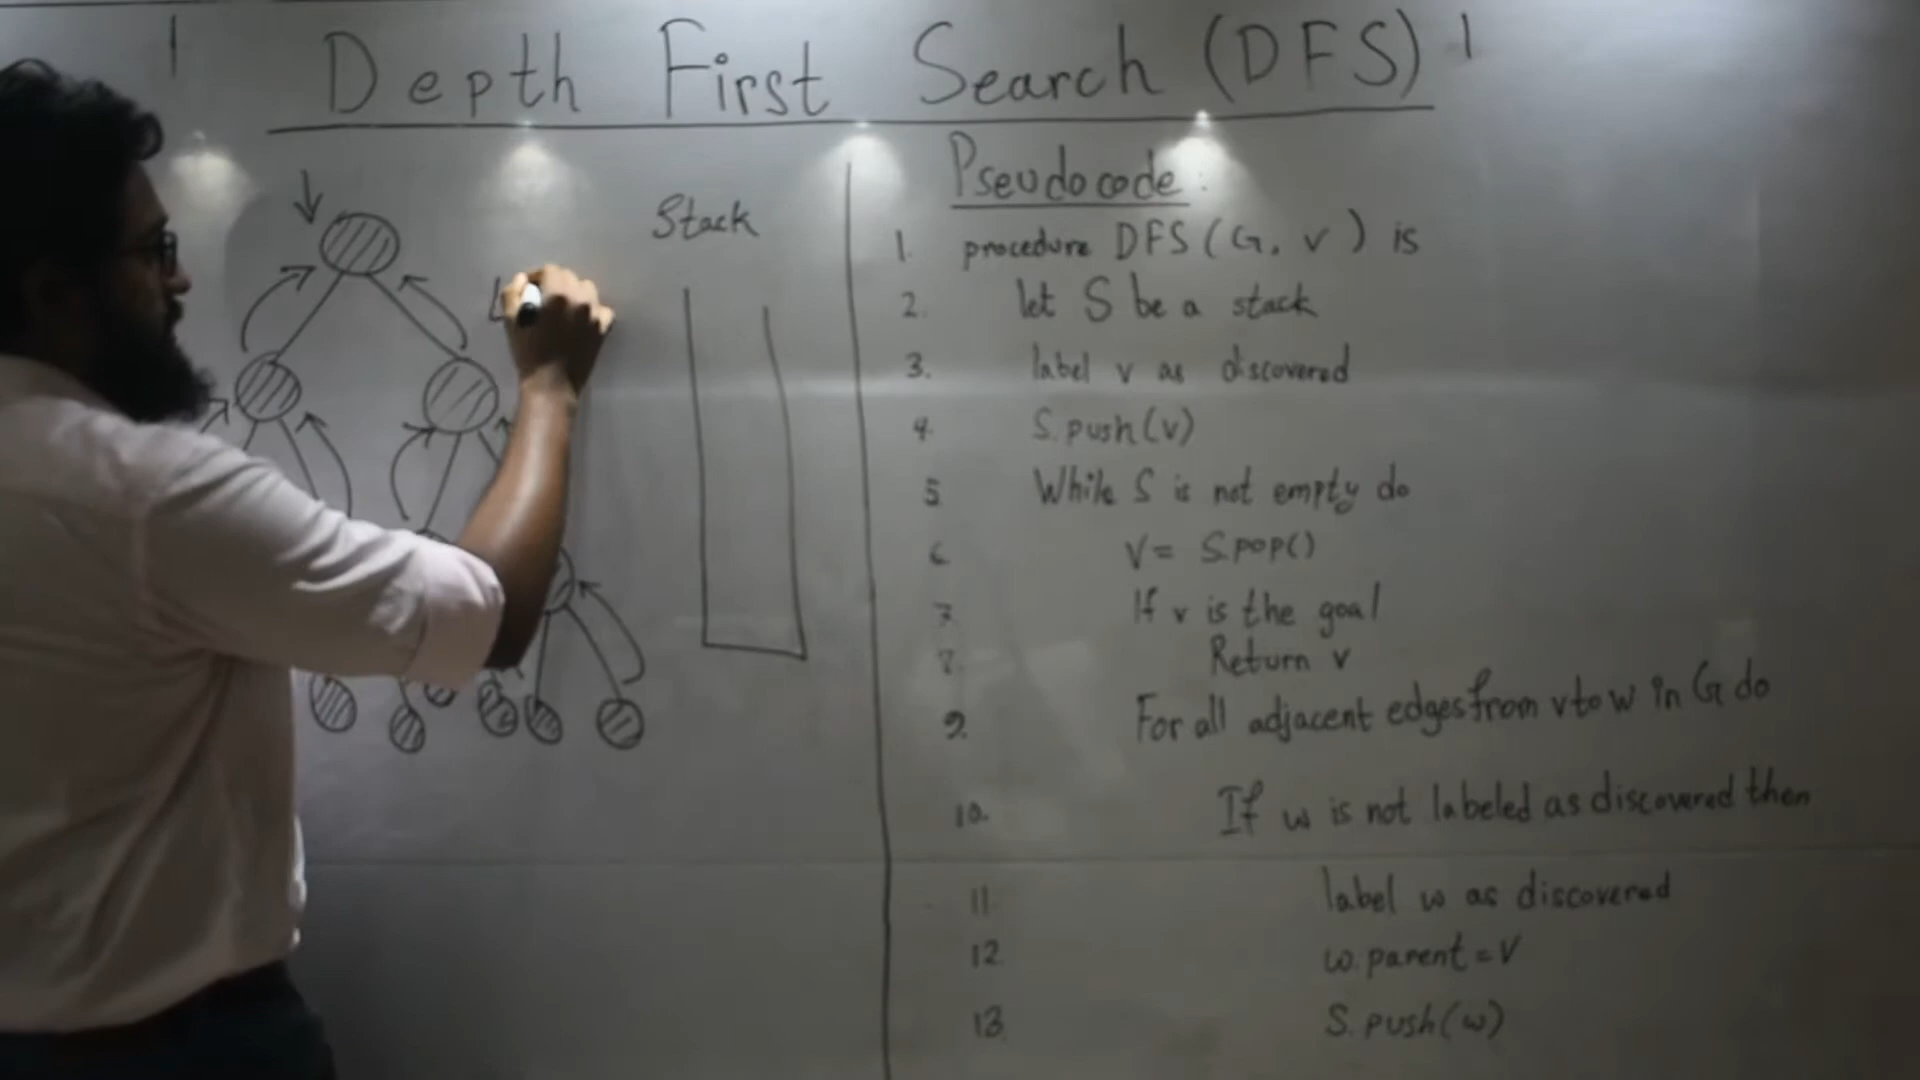 Depth First Search (DFS)
Stack
Pseudocode:
1. procedure DFS (G, v) is
2. let S be a stack
3. label v as discovered
4. S.push(v)
5 While S is not empty do
6 V = S.POP()
7. If v is the goal
Return v
9. For all adjacent edges from v to w in G do
10. If w is not labeled as discovered then
11 label w as discovered
12 w.parent = V
13 S.push(w)